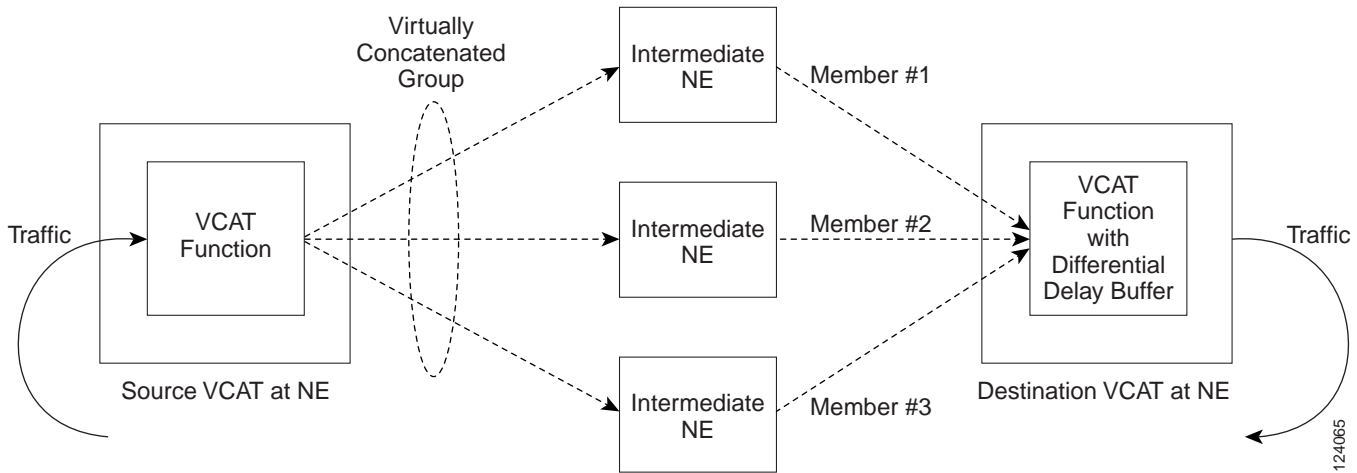 Virtually
Concatenated
Group
Intermediate
NE
Member #1
Traffic
VCAT
Function
Intermediate
NE
Member #2
VCAT
Function
with
Differential
Delay Buffer
Traffic
Source VCAT at NE
Intermediate
NE
Member #3
Destination VCAT at NE
124065